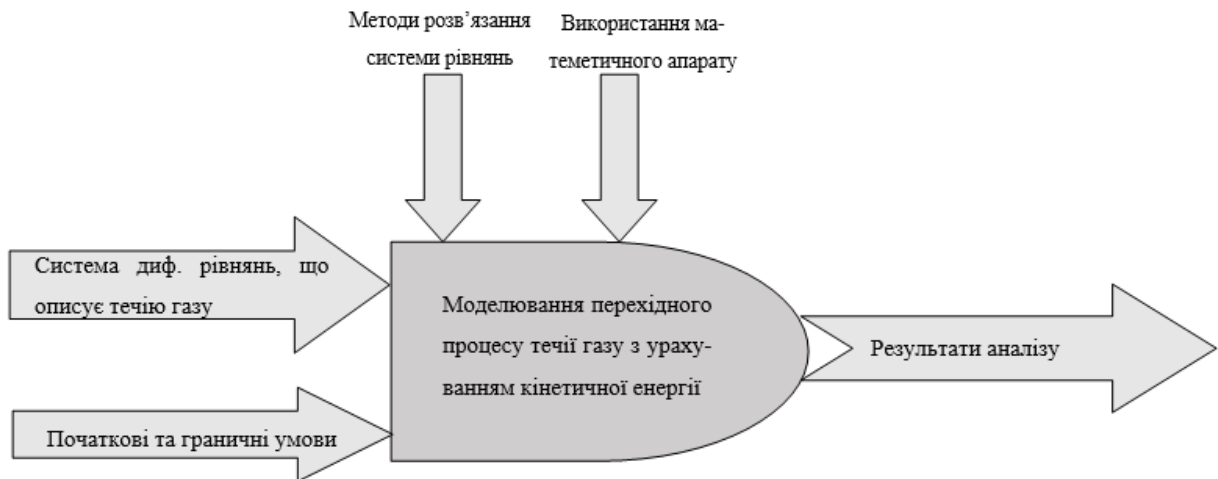 Методи розв’язання
системи рівнянь
Використання ма-
теметичного апарату
Система диф. рівнянь, що
описує течію газу
Моделювання перехідного
процесу течії газу з ураху-
ванням кінетичної енергії
Результати аналізу
Початкові та граничні умови